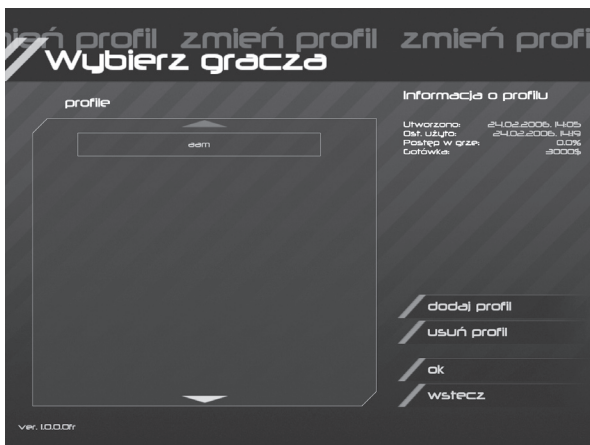 zmień profil zmień profil zmień profi
Wybierz gracza
profile
aam
Informacja o profilu
Utworzono: 24.02.2006. 14:05
Ost. użyto: 24.02.2006. 14:19
Postęp w grze: 0.0%
Gotówka: 3000$
dodaj profil
usuń profil
ok
wstecz
ver. 1.0.0.0fr